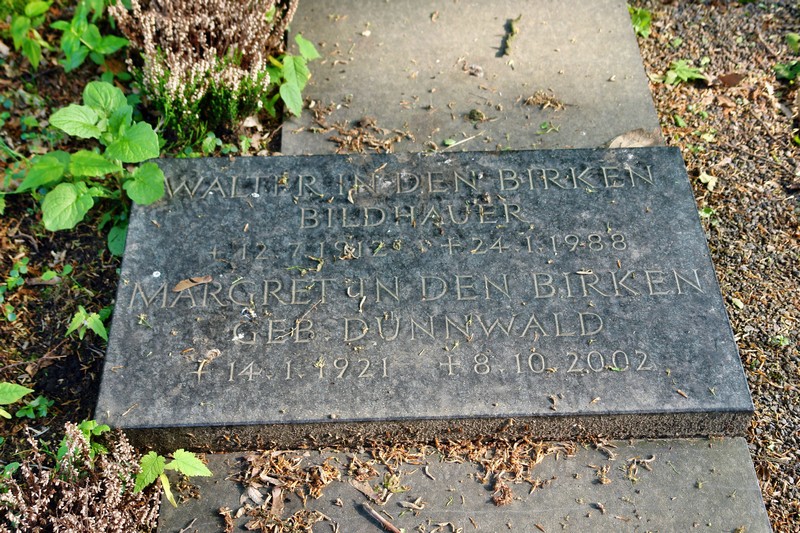 WALTER IN DEN BIRKEN
BILDHAUER
+ 12.7.1912 + 24.1.1988
MARGRET IN DEN BIRKEN
GEB. DÜNNWALD
+ 14.1.1921 + 8.10.2002